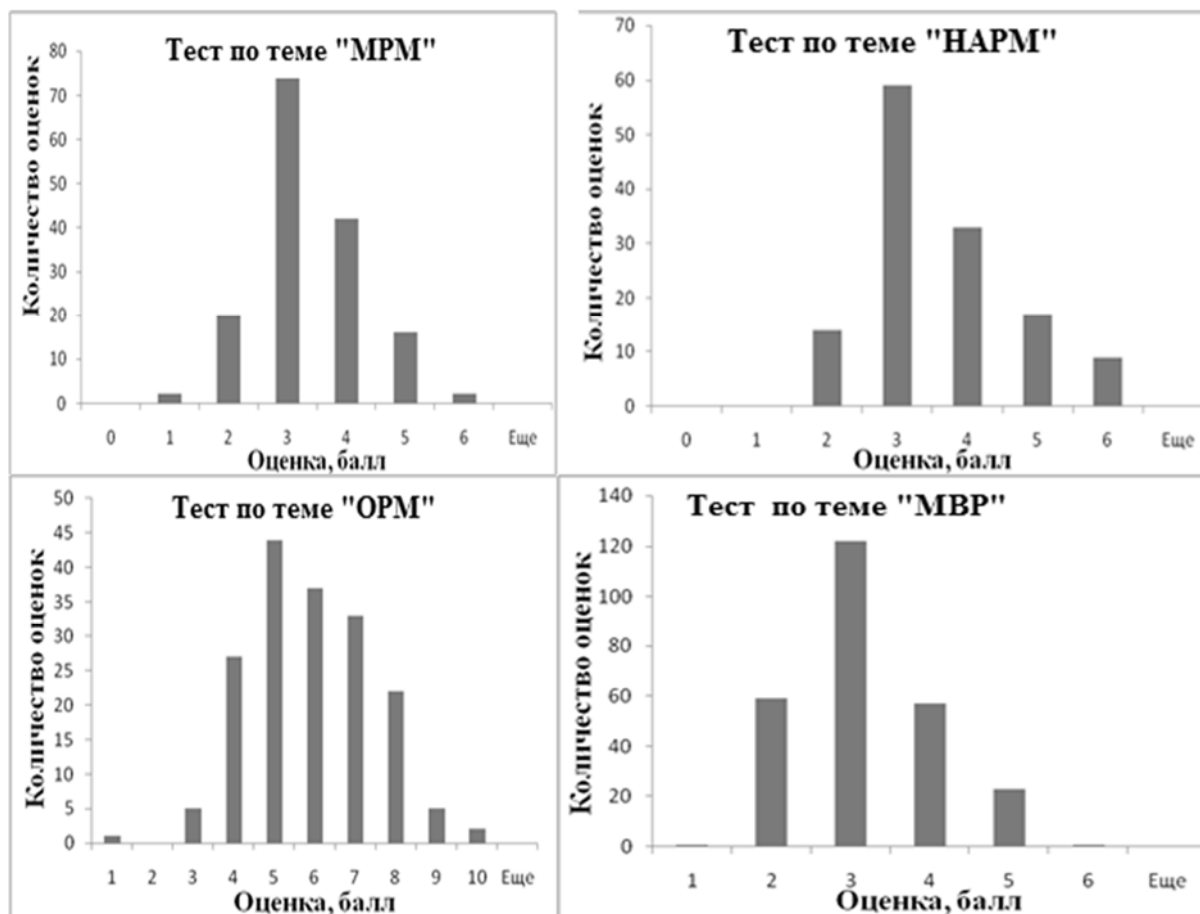 Тест по теме "МРМ"
Количество оценок
80
70
60
50
40
30
20
10
0
0 1 2 3 4 5 6 Еще
Оценка, балл
Тест по теме "НАРМ"
Количество оценок
70
60
50
40
30
20
10
0
0 1 2 3 4 5 6 Еще
Оценка, балл
Тест по теме "ОРМ"
Количество оценок
50
45
40
35
30
25
20
15
10
5
0
1 2 3 4 5 6 7 8 9 10 Еще
Оценка, балл
Тест по теме "МВР"
Количество оценок
140
120
100
80
60
40
20
0
1 2 3 4 5 6 Еще
Оценка, балл